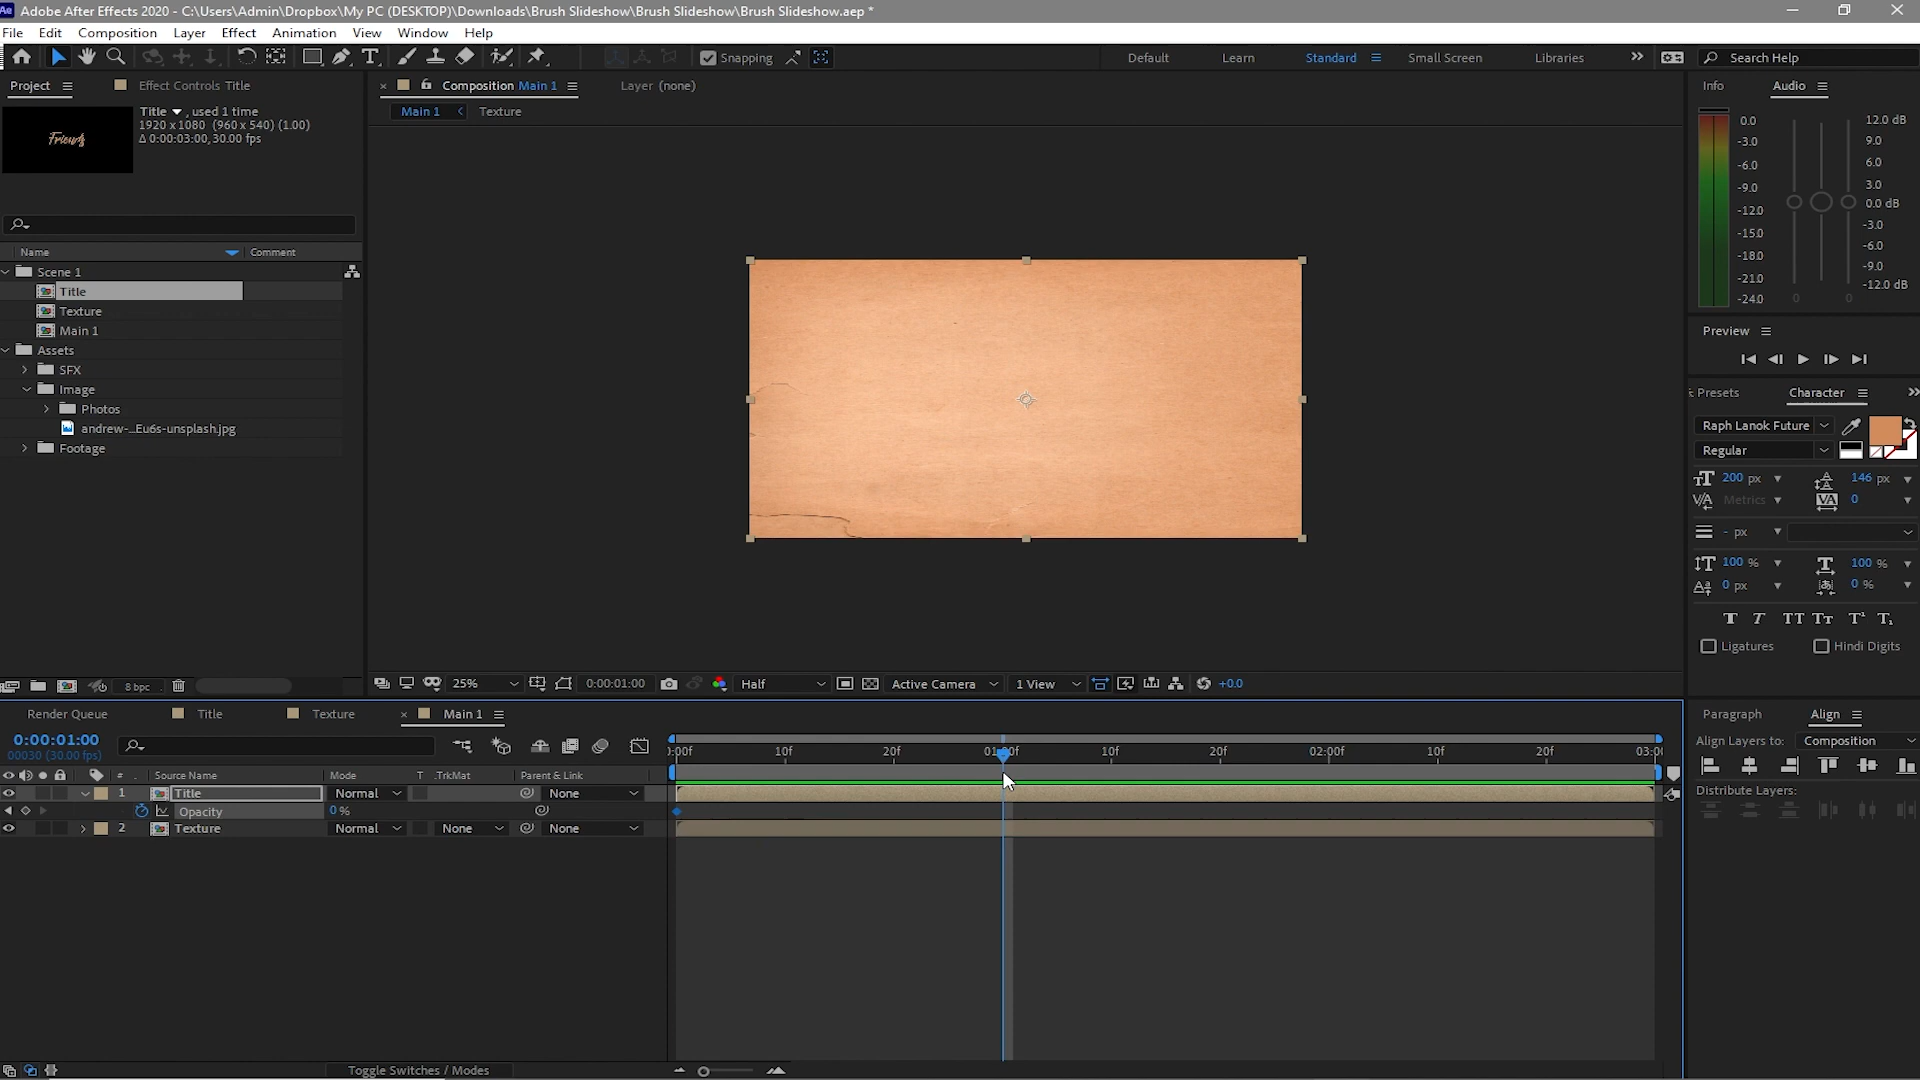 Ae Adobe After Effects 2020 - C:\Users\Admin\Dropbox\My PC (DESKTOP)\Downloads\Brush Slideshow\Brush Slideshow\Brush Slideshow.aep *
File Edit Composition Layer Effect Animation View Window Help
Snapping Default Learn Standard Small Screen Libraries Search Help
Project Effect Controls Title
Friends
Title , used 1 time
1920 x 1080 (960 x 540) (1.00)
Δ 0:00:03:00, 30.00 fps
Name Comment
Scene 1
Title
Texture
Main 1
Assets
SFX
Image
Photos
andrew-...Eu6s-unsplash.jpg
Footage
8 bpc
Composition Main 1 Layer (none)
Main 1 Texture
25% 0:00:01:00 Half Active Camera 1 View +0.0
Info Audio
0.0
-3.0
-6.0
-9.0
-12.0
-15.0
-18.0
-21.0
-24.0
12.0 dB
9.0
6.0
3.0
0.0 dB
-3.0
-6.0
-9.0
-12.0 dB
0 0
Preview
Presets Character
Raph Lanok Future
Regular
200 px 146 px
Metrics 0
- px
100 % 100 %
0 px 0 %
Ligatures Hindi Digits
Paragraph Align
Align Layers to: Composition
Distribute Layers:
Render Queue Title Texture Main 1
0:00:01:00
00030 (30.00 fps)
# Source Name Mode T .TrkMat Parent & Link
1 Title Normal None
Opacity 0 %
2 Texture Normal None None
:00f 10f 20f 01:00f 10f 20f 02:00f 10f 20f 03:00
Toggle Switches / Modes